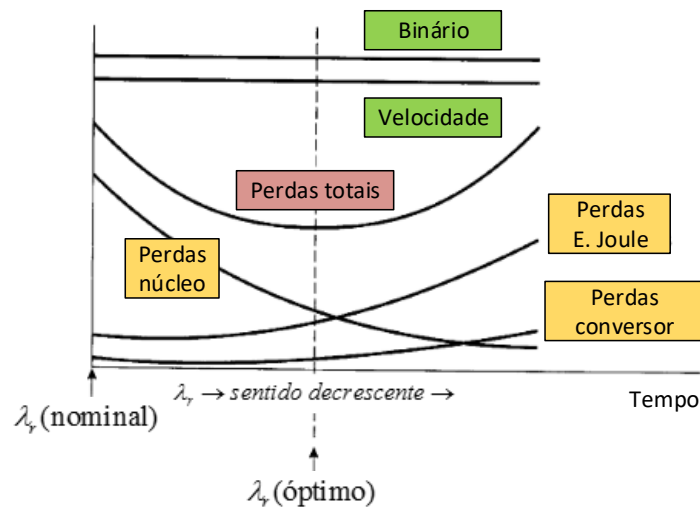 Binário
Velocidade
Perdas totais
Perdas
E. Joule
Perdas
núcleo
Perdas
conversor
λr → sentido decrescente →
Tempo
λr (nominal)
λr (óptimo)